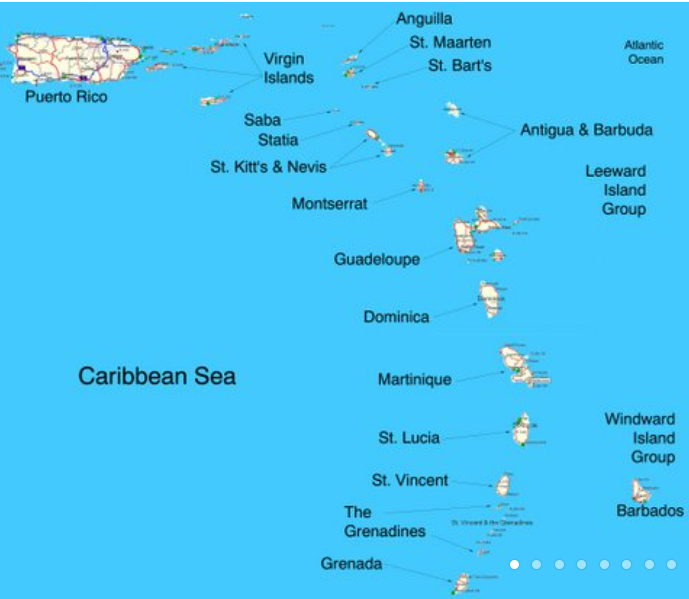 Anguilla
St. Maarten
St. Bart's
Atlantic
Ocean
Virgin
Islands
Puerto Rico
Saba
Statia
Antigua & Barbuda
St. Kitt's & Nevis
Leeward
Island
Group
Montserrat
Guadeloupe
Dominica
Dominica
Caribbean Sea
Martinique
St. Lucia
Windward
Island
Group
St. Vincent
The
Grenadines
St. Vincent & the Grenadines
Barbados
Grenada